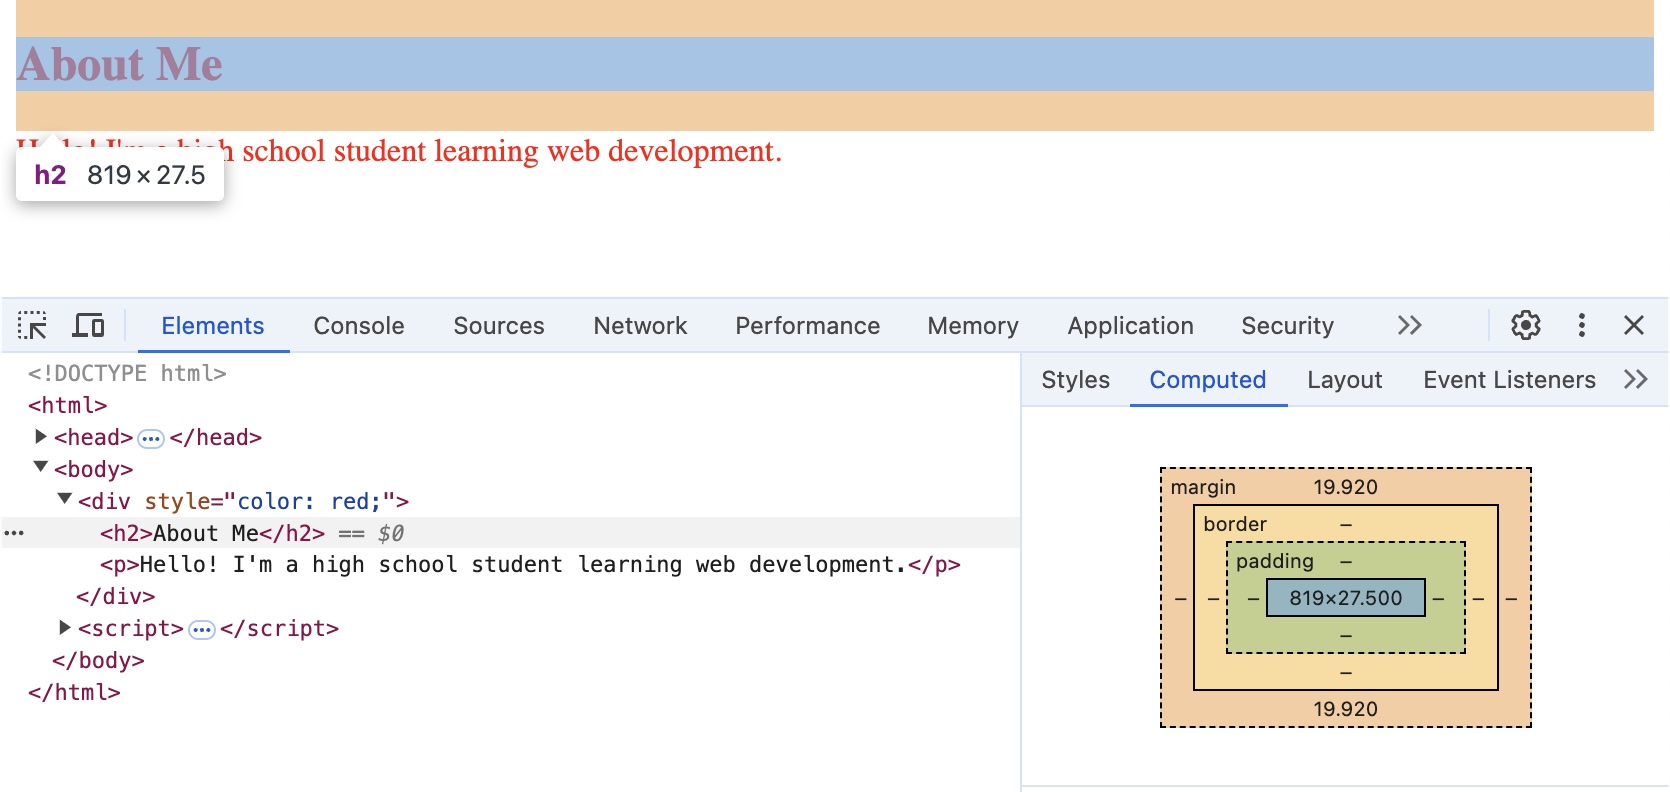 About Me
Hello! I'm a high school student learning web development.
h2 819 × 27.5
Elements Console Sources Network Performance Memory Application Security
Styles Computed Layout Event Listeners
<!DOCTYPE html>
<html>
<head> ••• </head>
<body>
<div style="color: red;">
<h2>About Me</h2> == $0
<p>Hello! I'm a high school student learning web development.</p>
</div>
<script> ••• </script>
</body>
</html>
margin 19.920
border –
padding –
– – – 819×27.500 – – –
–
–
19.920